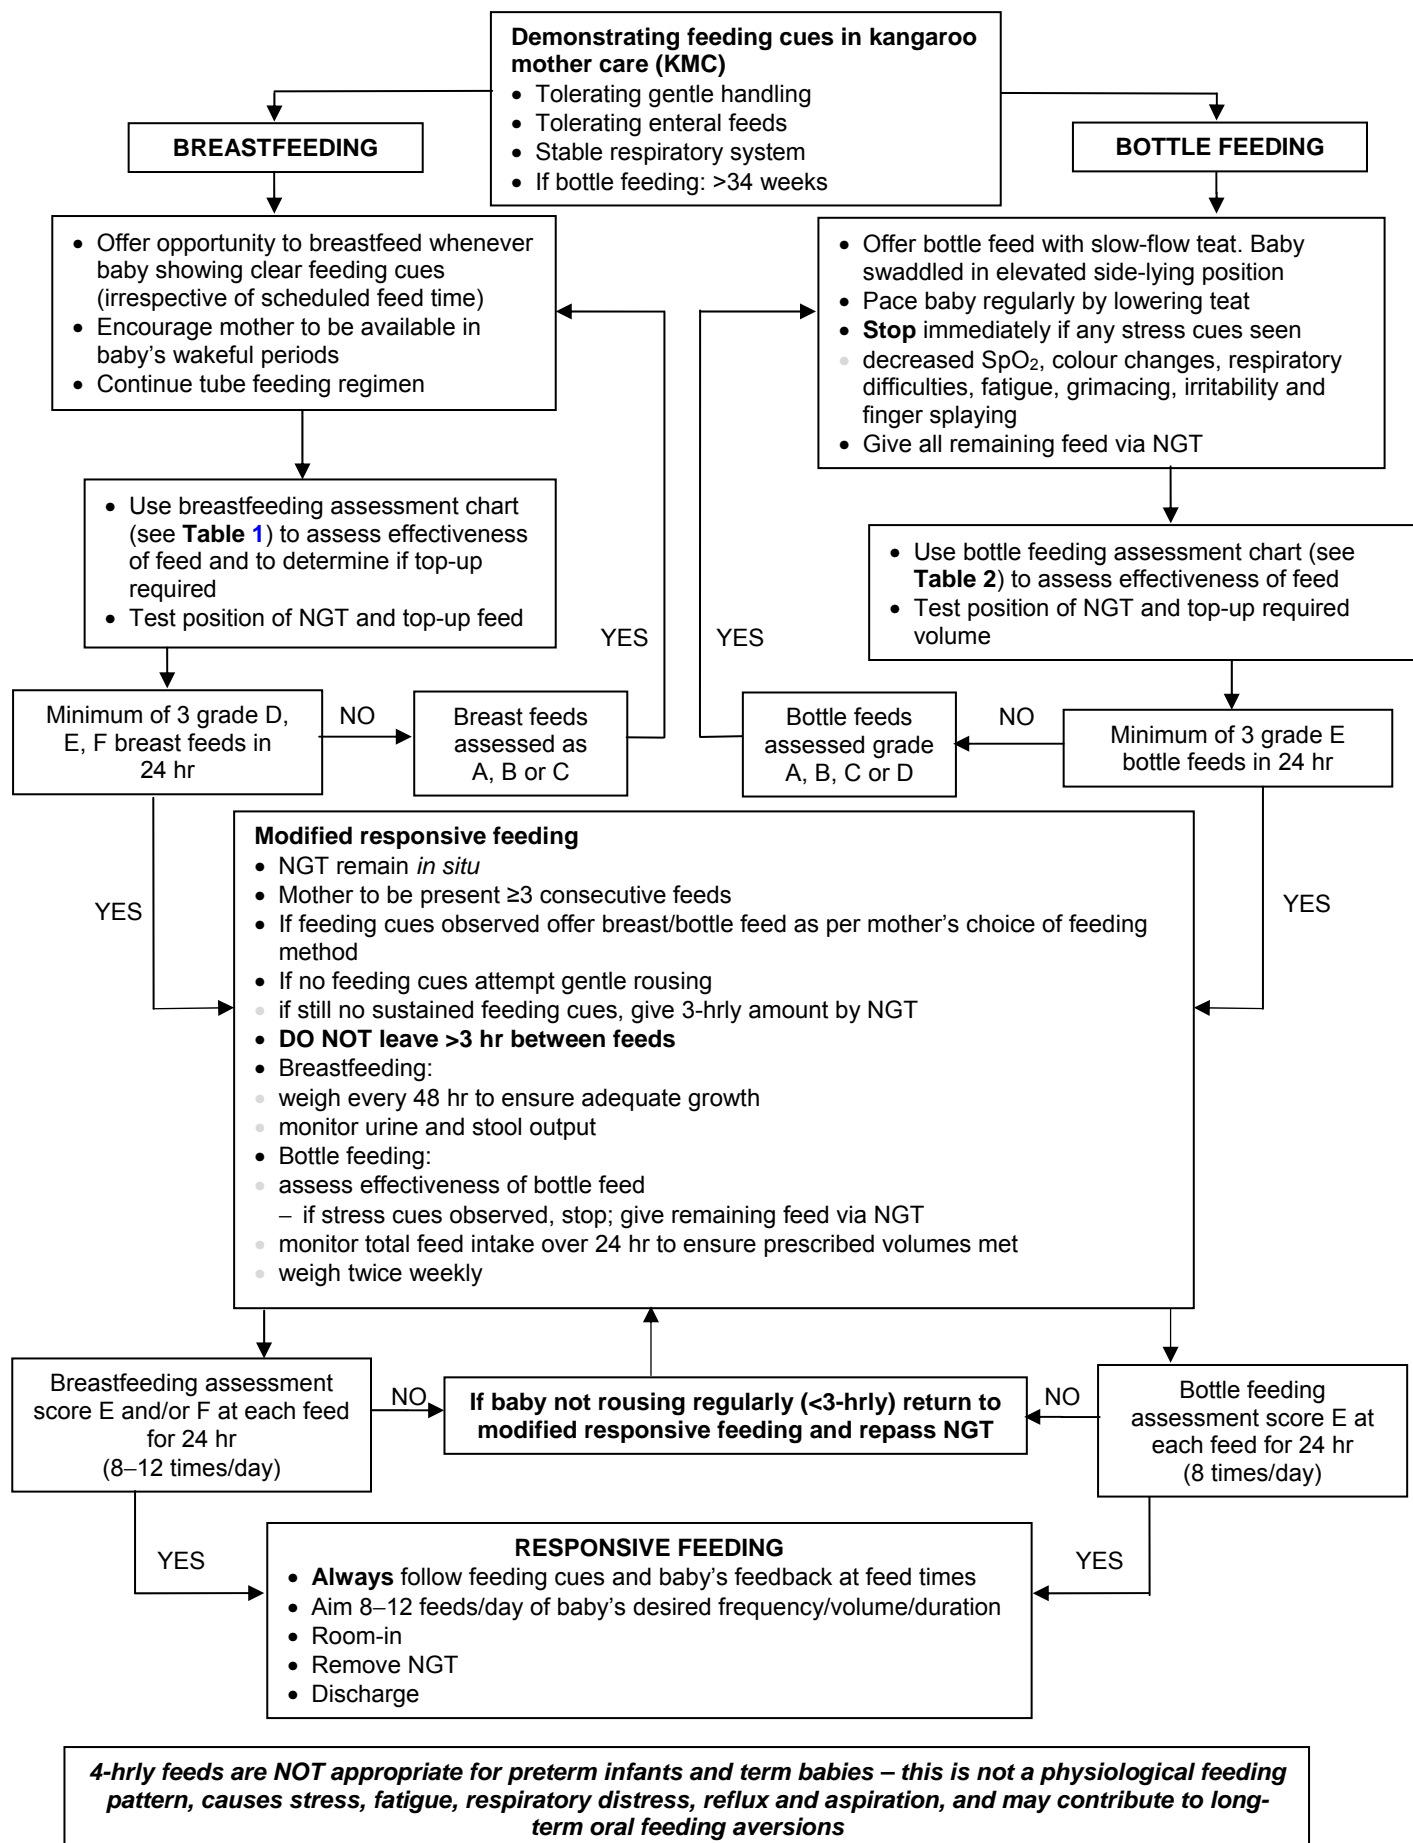 Demonstrating feeding cues in kangaroo
mother care (KMC)
• Tolerating gentle handling
• Tolerating enteral feeds
• Stable respiratory system
• If bottle feeding: >34 weeks
BREASTFEEDING
BOTTLE FEEDING
• Offer opportunity to breastfeed whenever
baby showing clear feeding cues
(irrespective of scheduled feed time)
• Encourage mother to be available in
baby’s wakeful periods
• Continue tube feeding regimen
• Offer bottle feed with slow-flow teat. Baby
swaddled in elevated side-lying position
• Pace baby regularly by lowering teat
• Stop immediately if any stress cues seen
• decreased SpO₂, colour changes, respiratory
difficulties, fatigue, grimacing, irritability and
finger splaying
• Give all remaining feed via NGT
• Use breastfeeding assessment chart
(see Table 1) to assess effectiveness
of feed and to determine if top-up
required
• Test position of NGT and top-up feed
YES
YES
• Use bottle feeding assessment chart (see
Table 2) to assess effectiveness of feed
• Test position of NGT and top-up required
volume
Minimum of 3 grade D,
E, F breast feeds in
24 hr
NO
Breast feeds
assessed as
A, B or C
Bottle feeds
assessed grade
A, B, C or D
NO
Minimum of 3 grade E
bottle feeds in 24 hr
YES
YES
Modified responsive feeding
• NGT remain in situ
• Mother to be present ≥3 consecutive feeds
• If feeding cues observed offer breast/bottle feed as per mother’s choice of feeding
method
• If no feeding cues attempt gentle rousing
• if still no sustained feeding cues, give 3-hrly amount by NGT
• DO NOT leave >3 hr between feeds
• Breastfeeding:
• weigh every 48 hr to ensure adequate growth
• monitor urine and stool output
• Bottle feeding:
• assess effectiveness of bottle feed
– if stress cues observed, stop; give remaining feed via NGT
• monitor total feed intake over 24 hr to ensure prescribed volumes met
• weigh twice weekly
Breastfeeding assessment
score E and/or F at each feed
for 24 hr
(8–12 times/day)
NO
If baby not rousing regularly (<3-hrly) return to
modified responsive feeding and repass NGT
NO
Bottle feeding
assessment score E at
each feed for 24 hr
(8 times/day)
YES
YES
RESPONSIVE FEEDING
• Always follow feeding cues and baby’s feedback at feed times
• Aim 8–12 feeds/day of baby’s desired frequency/volume/duration
• Room-in
• Remove NGT
• Discharge
4-hrly feeds are NOT appropriate for preterm infants and term babies – this is not a physiological feeding
pattern, causes stress, fatigue, respiratory distress, reflux and aspiration, and may contribute to long-
term oral feeding aversions